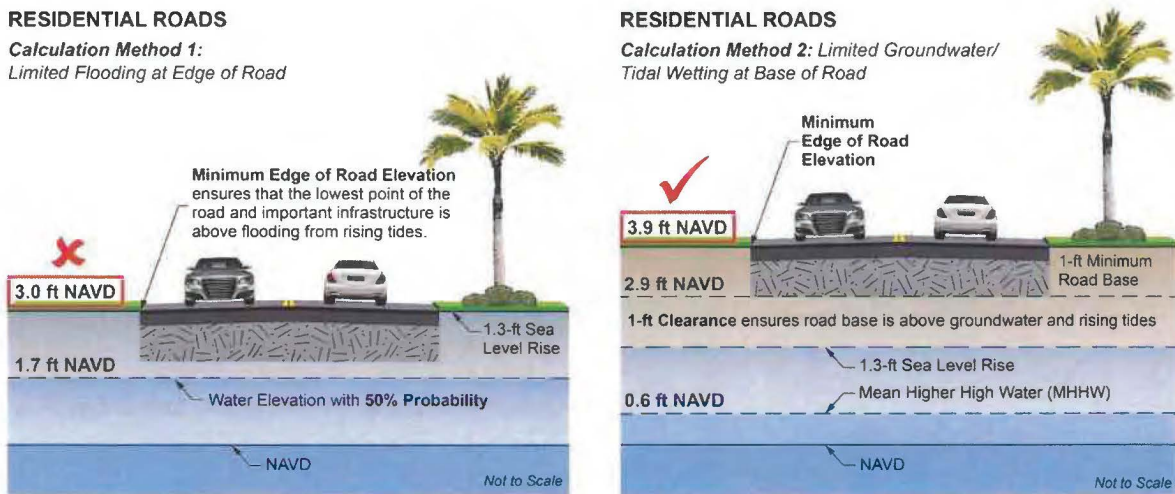 RESIDENTIAL ROADS
Calculation Method 1:
Limited Flooding at Edge of Road
Minimum Edge of Road Elevation
ensures that the lowest point of the
road and important infrastructure is
above flooding from rising tides.
3.0 ft NAVD
1.3-ft Sea
Level Rise
1.7 ft NAVD
Water Elevation with 50% Probability
NAVD
Not to Scale
RESIDENTIAL ROADS
Calculation Method 2: Limited Groundwater/
Tidal Wetting at Base of Road
Minimum
Edge of Road
Elevation
3.9 ft NAVD
1-ft Minimum
Road Base
2.9 ft NAVD
1-ft Clearance ensures road base is above groundwater and rising tides
1.3-ft Sea Level Rise
0.6 ft NAVD
Mean Higher High Water (MHHW)
NAVD
Not to Scale